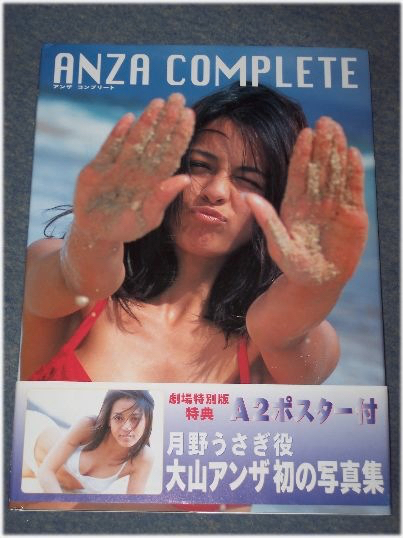 ANZA COMPLETE
アンザ コンプリート
劇場特別版
特典
A2ポスター付
月野うさぎ役
大山アンザ初の写真集